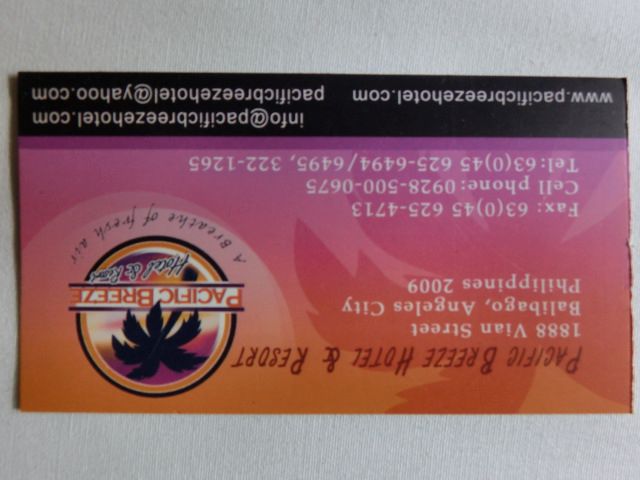 PACIFIC BREEZE HOTEL & RESORT
1888 Vian Street
Balibago, Angeles City
Philippines 2009
Fax: 63(0)45 625-4713
Cell phone: 0928-500-0675
Tel:63(0)45 625-6494/6495, 322-1265
PACIFIC BREEZE
Hotel & Resort
A Breathe of fresh air
info@pacificbreezehotel.com
www.pacificbreezehotel.com pacificbreezehotel@yahoo.com